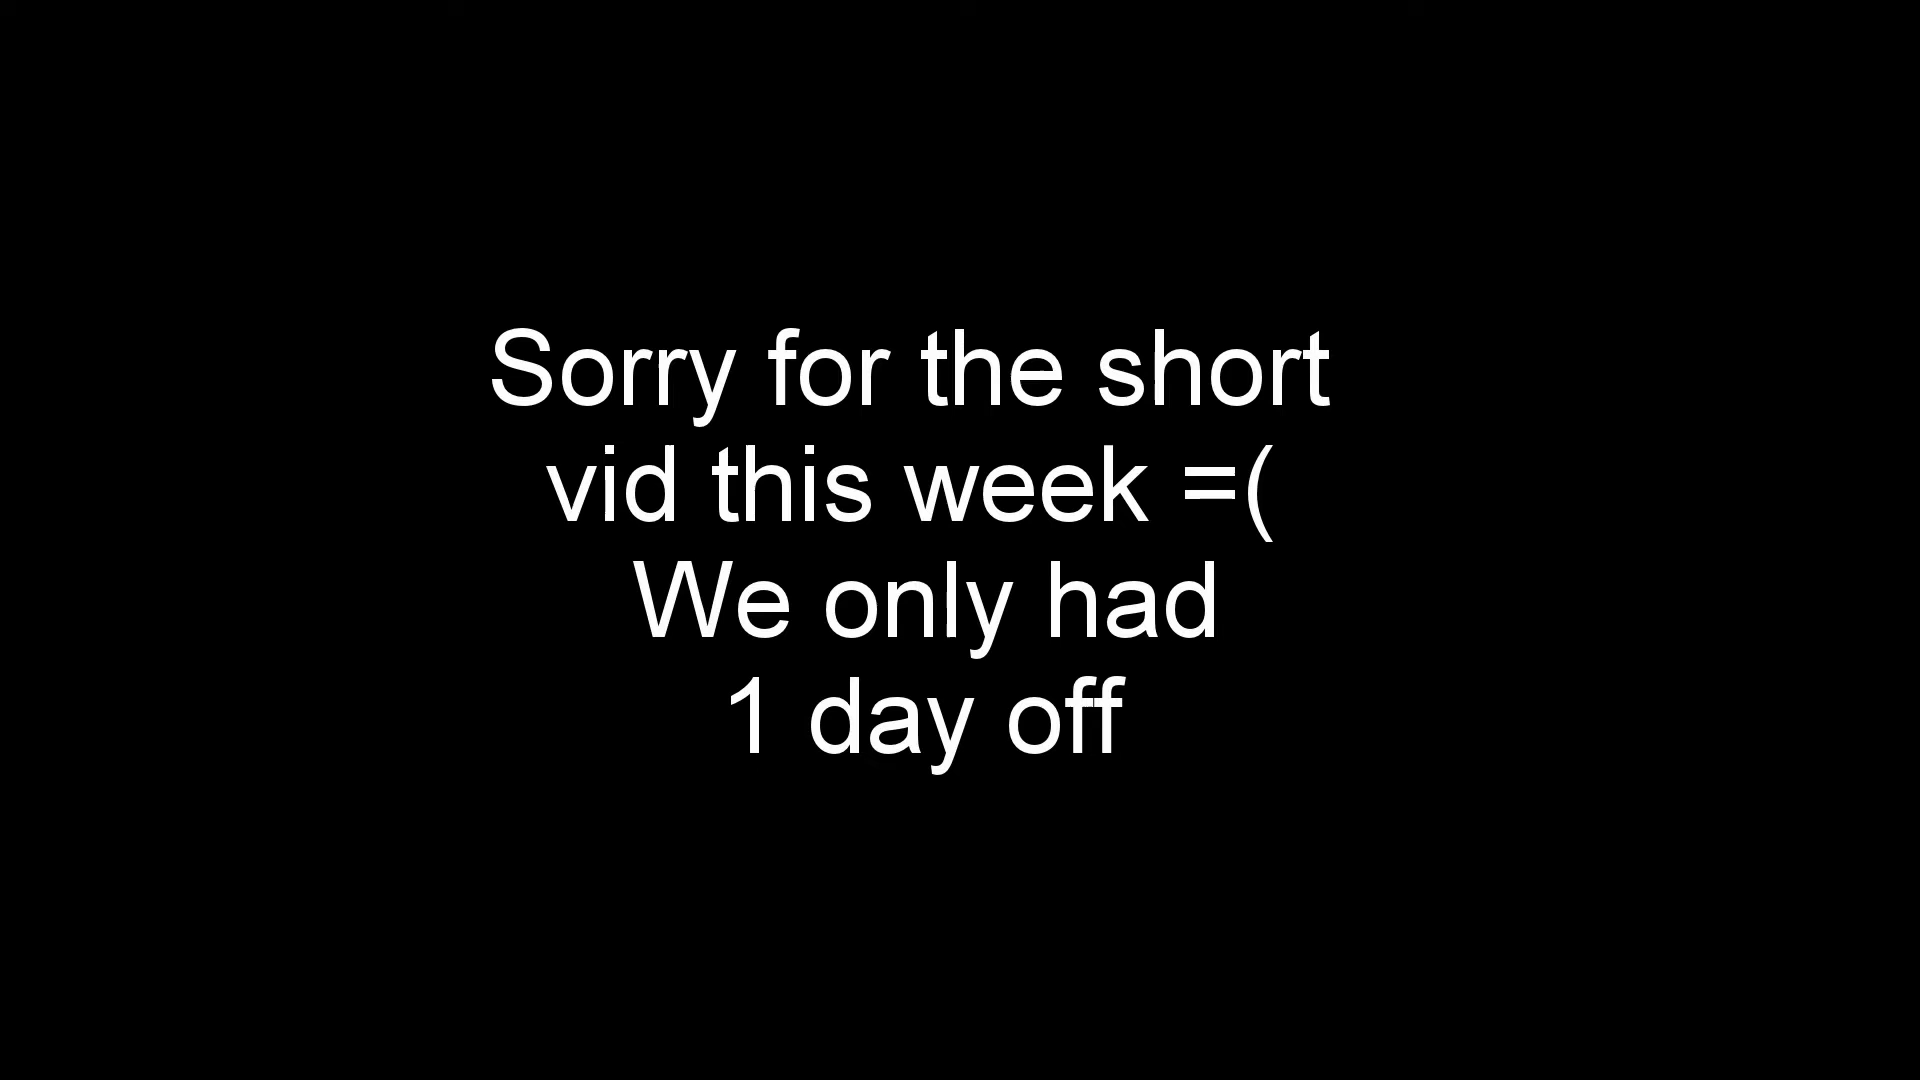 Sorry for the short
vid this week =(
We only had
1 day off